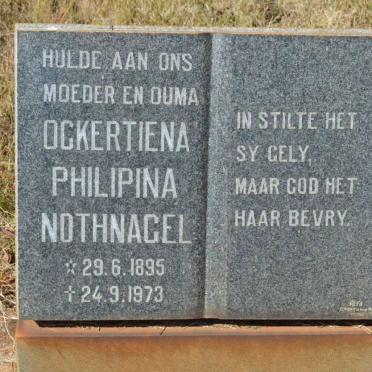 HULDE AAN ONS
MOEDER EN OUMA
OCKERTIENA
PHILIPINA
NOTHNAGEL
☆ 29.6.1895
✝ 24.9.1973
IN STILTE HET
SY GELY,
MAAR GOD HET
HAAR BEVRY.